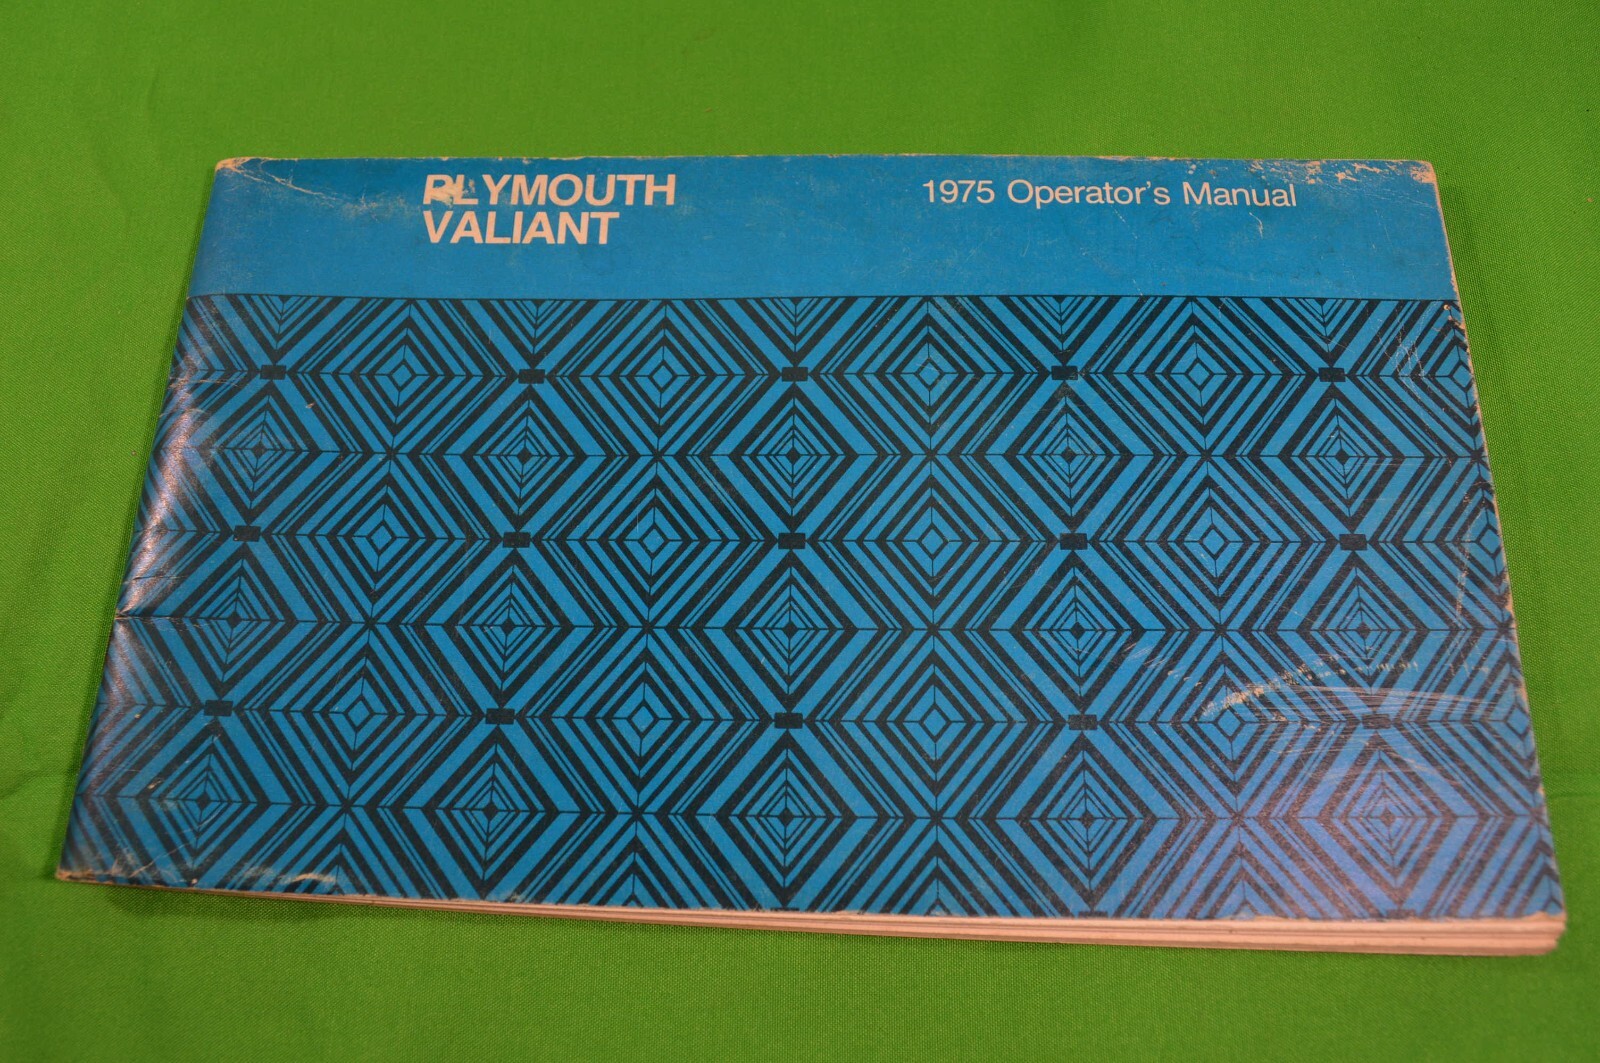 PLYMOUTH
VALIANT
1975 Operator's Manual